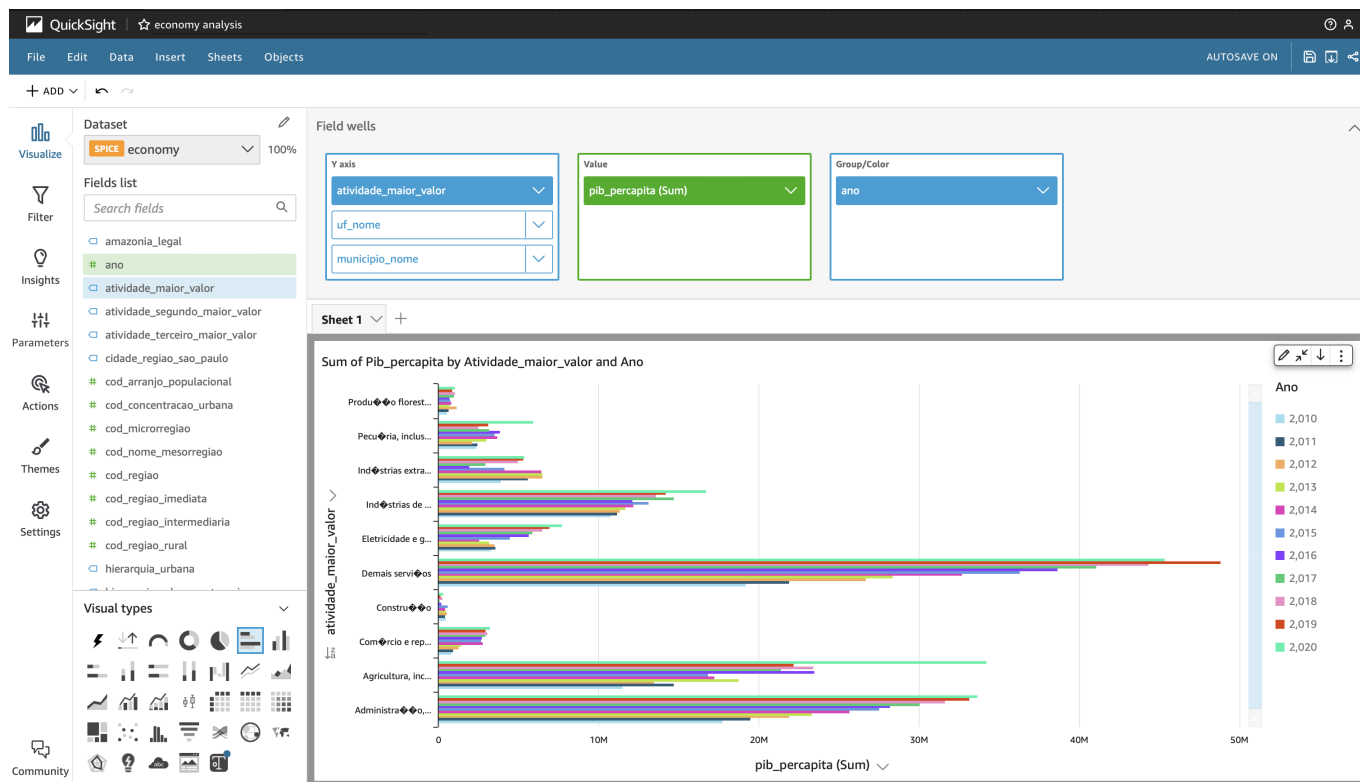 QuickSight
economy analysis
File Edit Data Insert Sheets Objects
AUTOSAVE ON
ADD
Visualize
Filter
Insights
Parameters
Actions
Themes
Settings
Community
Dataset
SPICE economy 100%
Fields list
Search fields
amazonia_legal
# ano
atividade_maior_valor
atividade_segundo_maior_valor
atividade_terceiro_maior_valor
cidade_regiao_sao_paulo
# cod_arranjo_populacional
# cod_concentracao_urbana
# cod_microrregiao
# cod_nome_mesorregiao
# cod_regiao
# cod_regiao_imediata
# cod_regiao_intermediaria
# cod_regiao_rural
hierarquia_urbana
Visual types
Field wells
Y axis
atividade_maior_valor
uf_nome
municipio_nome
Value
pib_percapita (Sum)
Group/Color
ano
Sheet 1
Sum of Pib_percapita by Atividade_maior_valor and Ano
atividade_maior_valor
Produ��o florest...
Pecu�ria, inclus...
Ind�strias extra...
Ind�strias de ...
Eletricidade e g...
Demais servi�os
Constru��o
Com�rcio e rep...
Agricultura, inc...
Administra��o,...
0 10M 20M 30M 40M 50M
pib_percapita (Sum)
Ano
2,010
2,011
2,012
2,013
2,014
2,015
2,016
2,017
2,018
2,019
2,020